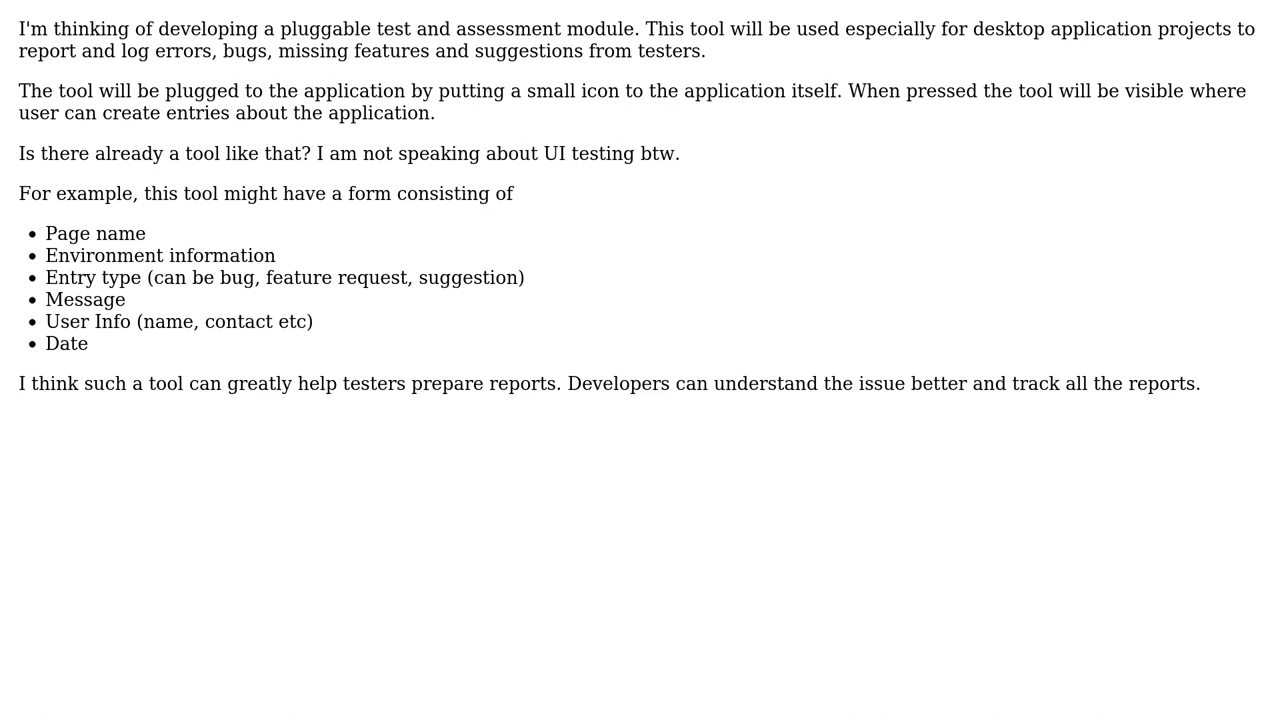 I'm thinking of developing a pluggable test and assessment module. This tool will be used especially for desktop application projects to
report and log errors, bugs, missing features and suggestions from testers.
The tool will be plugged to the application by putting a small icon to the application itself. When pressed the tool will be visible where
user can create entries about the application.
Is there already a tool like that? I am not speaking about UI testing btw.
For example, this tool might have a form consisting of
• Page name
• Environment information
• Entry type (can be bug, feature request, suggestion)
• Message
• User Info (name, contact etc)
• Date
I think such a tool can greatly help testers prepare reports. Developers can understand the issue better and track all the reports.